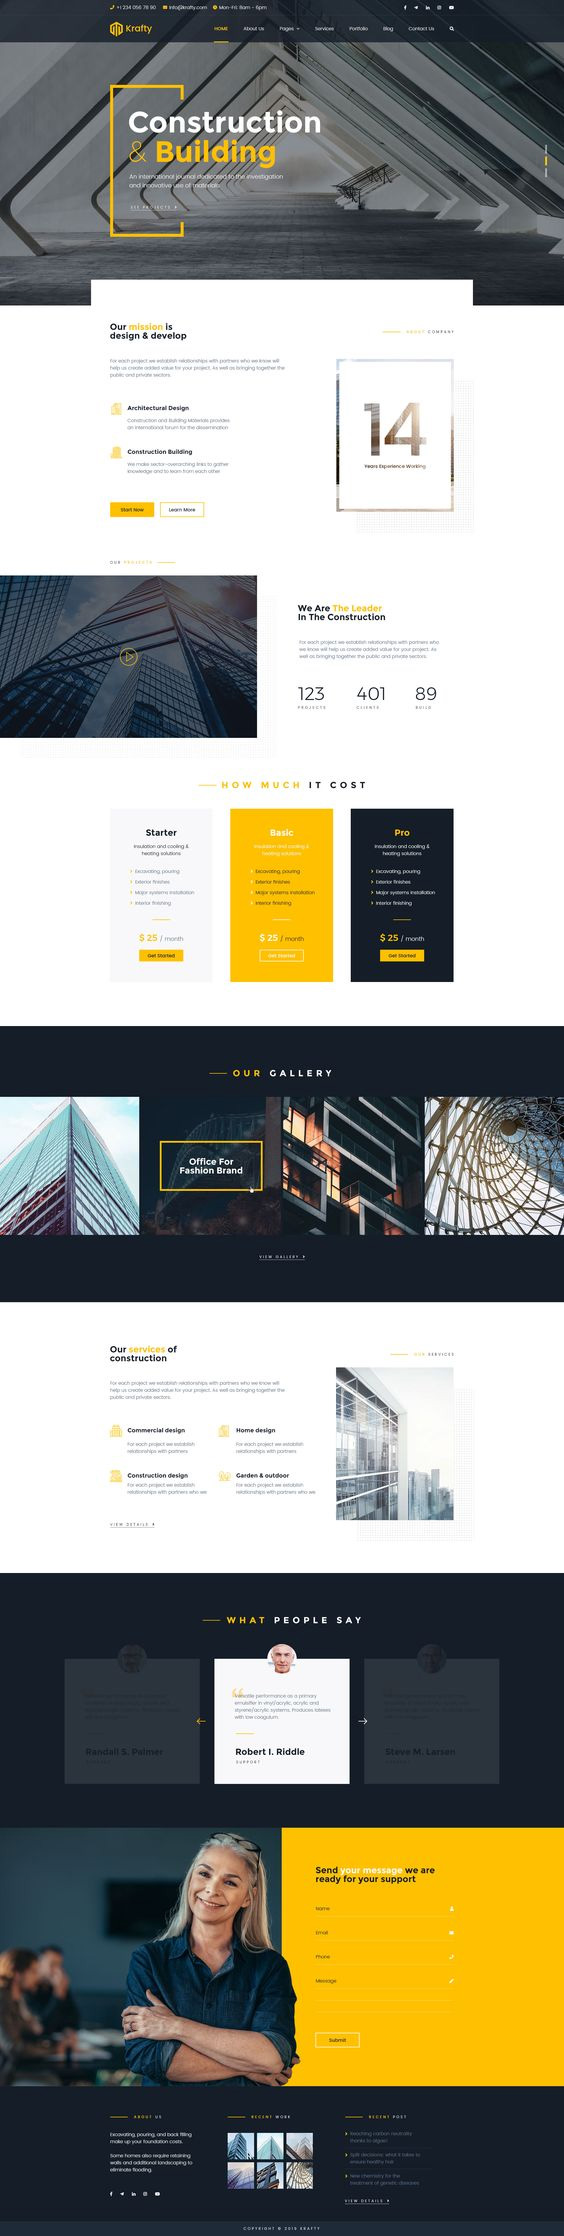 +1 234 056 78 90 info@krafty.com Mon-Fri: 8am - 6pm
Krafty
HOME About Us Pages Services Portfolio Blog Contact Us
Construction
& Building
An international journal dedicated to the investigation
and innovative use of materials
SEE PROJECTS
Our mission is
design & develop
ABOUT COMPANY
For each project we establish relationships with partners who we know will
help us create added value for your project. As well as bringing together the
public and private sectors.
Architectural Design
Construction and Building Materials provides
an international forum for the dissemination
Construction Building
We make sector-overarching links to gather
knowledge and to learn from each other
14
Years Experience Working
Start Now Learn More
OUR PROJECTS
We Are The Leader
In The Construction
For each project we establish relationships with partners who
we know will help us create added value for your project. As
well as bringing together the public and private sectors.
123 401 89
PROJECTS CLIENTS BUILD
HOW MUCH IT COST
Starter
Insulation and cooling &
heating solutions
Excavating, pouring
Exterior finishes
Major systems installation
Interior finishing
$ 25 / month
Get Started
Basic
Insulation and cooling &
heating solutions
Excavating, pouring
Exterior finishes
Major systems installation
Interior finishing
$ 25 / month
Get Started
Pro
Insulation and cooling &
heating solutions
Excavating, pouring
Exterior finishes
Major systems installation
Interior finishing
$ 25 / month
Get Started
OUR GALLERY
Office For
Fashion Brand
VIEW GALLERY
Our services of
construction
OUR SERVICES
For each project we establish relationships with partners who we know will
help us create added value for your project. As well as bringing together the
public and private sectors.
Commercial design
For each project we establish
relationships with partners
Home design
For each project we establish
relationships with partners
Construction design
For each project we establish
relationships with partners who we
Garden & outdoor
For each project we establish
relationships with partners who we
VIEW DETAILS
WHAT PEOPLE SAY
Randall S. Palmer
Versatile performance as a primary
emulsifier in vinyl/acrylic, acrylic and
styrene/acrylic systems. Produces latexes
with low coagulum.
Robert I. Riddle
SUPPORT
Steve M. Larsen
Send your message we are
ready for your support
Name
Email
Phone
Message
Submit
ABOUT US
Excavating, pouring, and back filling
make up your foundation costs.
Some homes also require retaining
walls and additional landscaping to
eliminate flooding.
RECENT WORK
RECENT POST
Reaching carbon neutrality
thanks to algae!
Split decisions: what it takes to
ensure healthy hair
New chemistry for the
treatment of genetic diseases
VIEW DETAILS
COPYRIGHT © 2019 KRAFTY